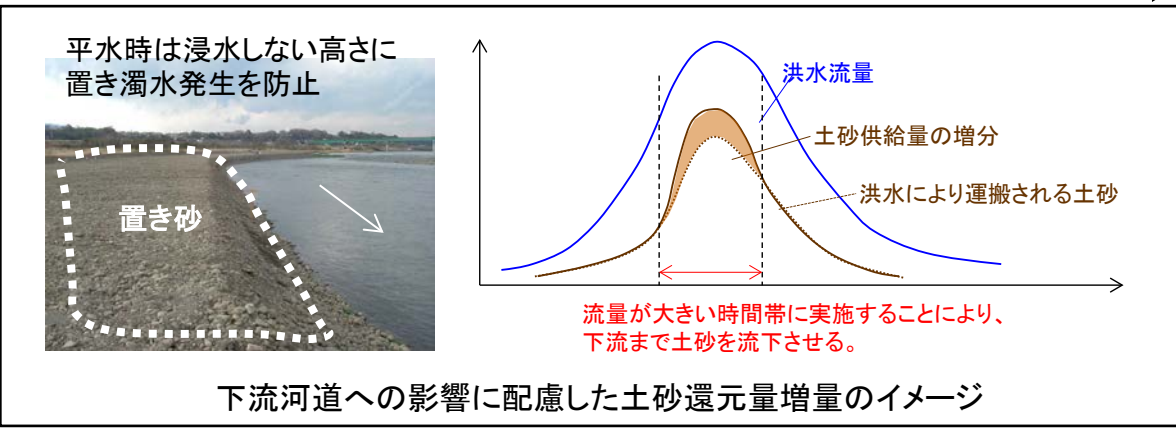 平水時は浸水しない高さに
置き濁水発生を防止
置き砂
洪水流量
土砂供給量の増分
洪水により運搬される土砂
流量が大きい時間帯に実施することにより、
下流まで土砂を流下させる。
下流河道への影響に配慮した土砂還元量増量のイメージ